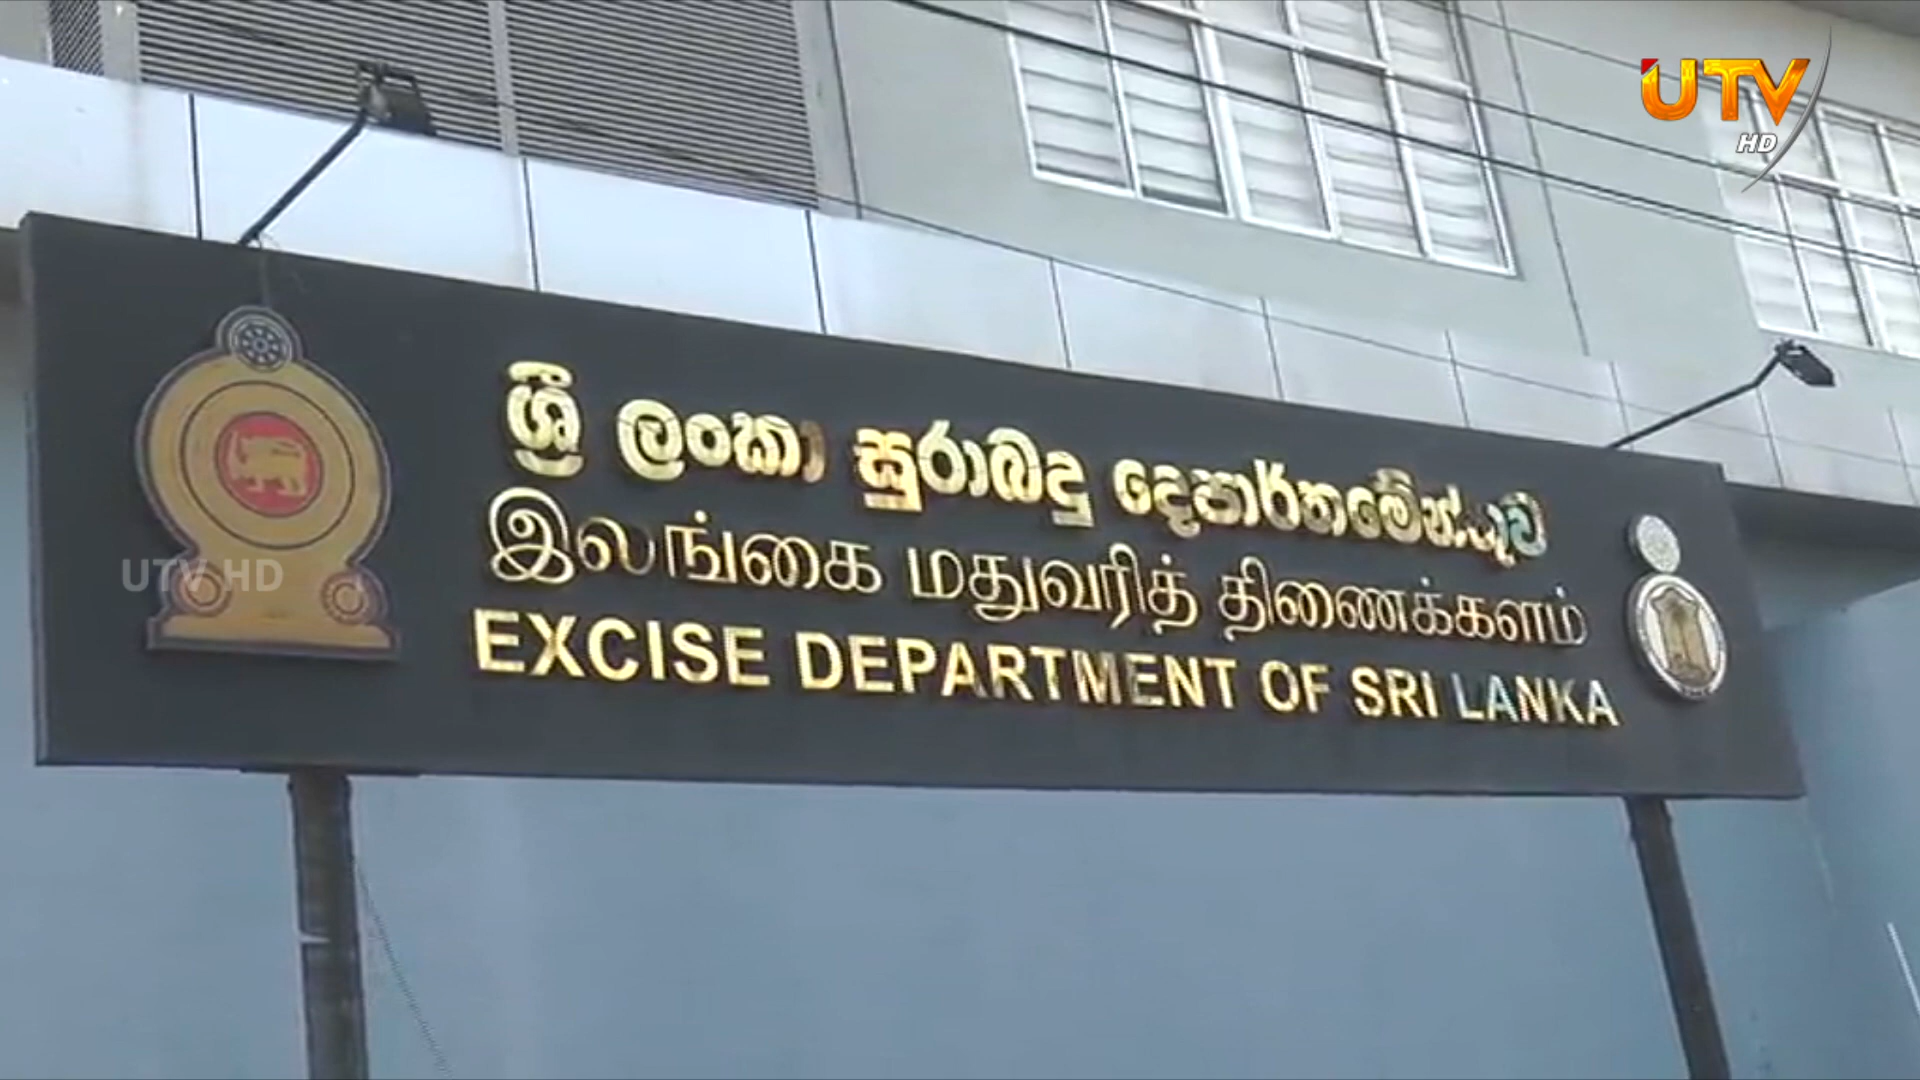 UTV
HD
ශ්‍රී ලංකා සුරාබදු දෙපාර්තමේන්තුව
இலங்கை மதுவரித் திணைக்களம்
EXCISE DEPARTMENT OF SRI LANKA
UTV HD